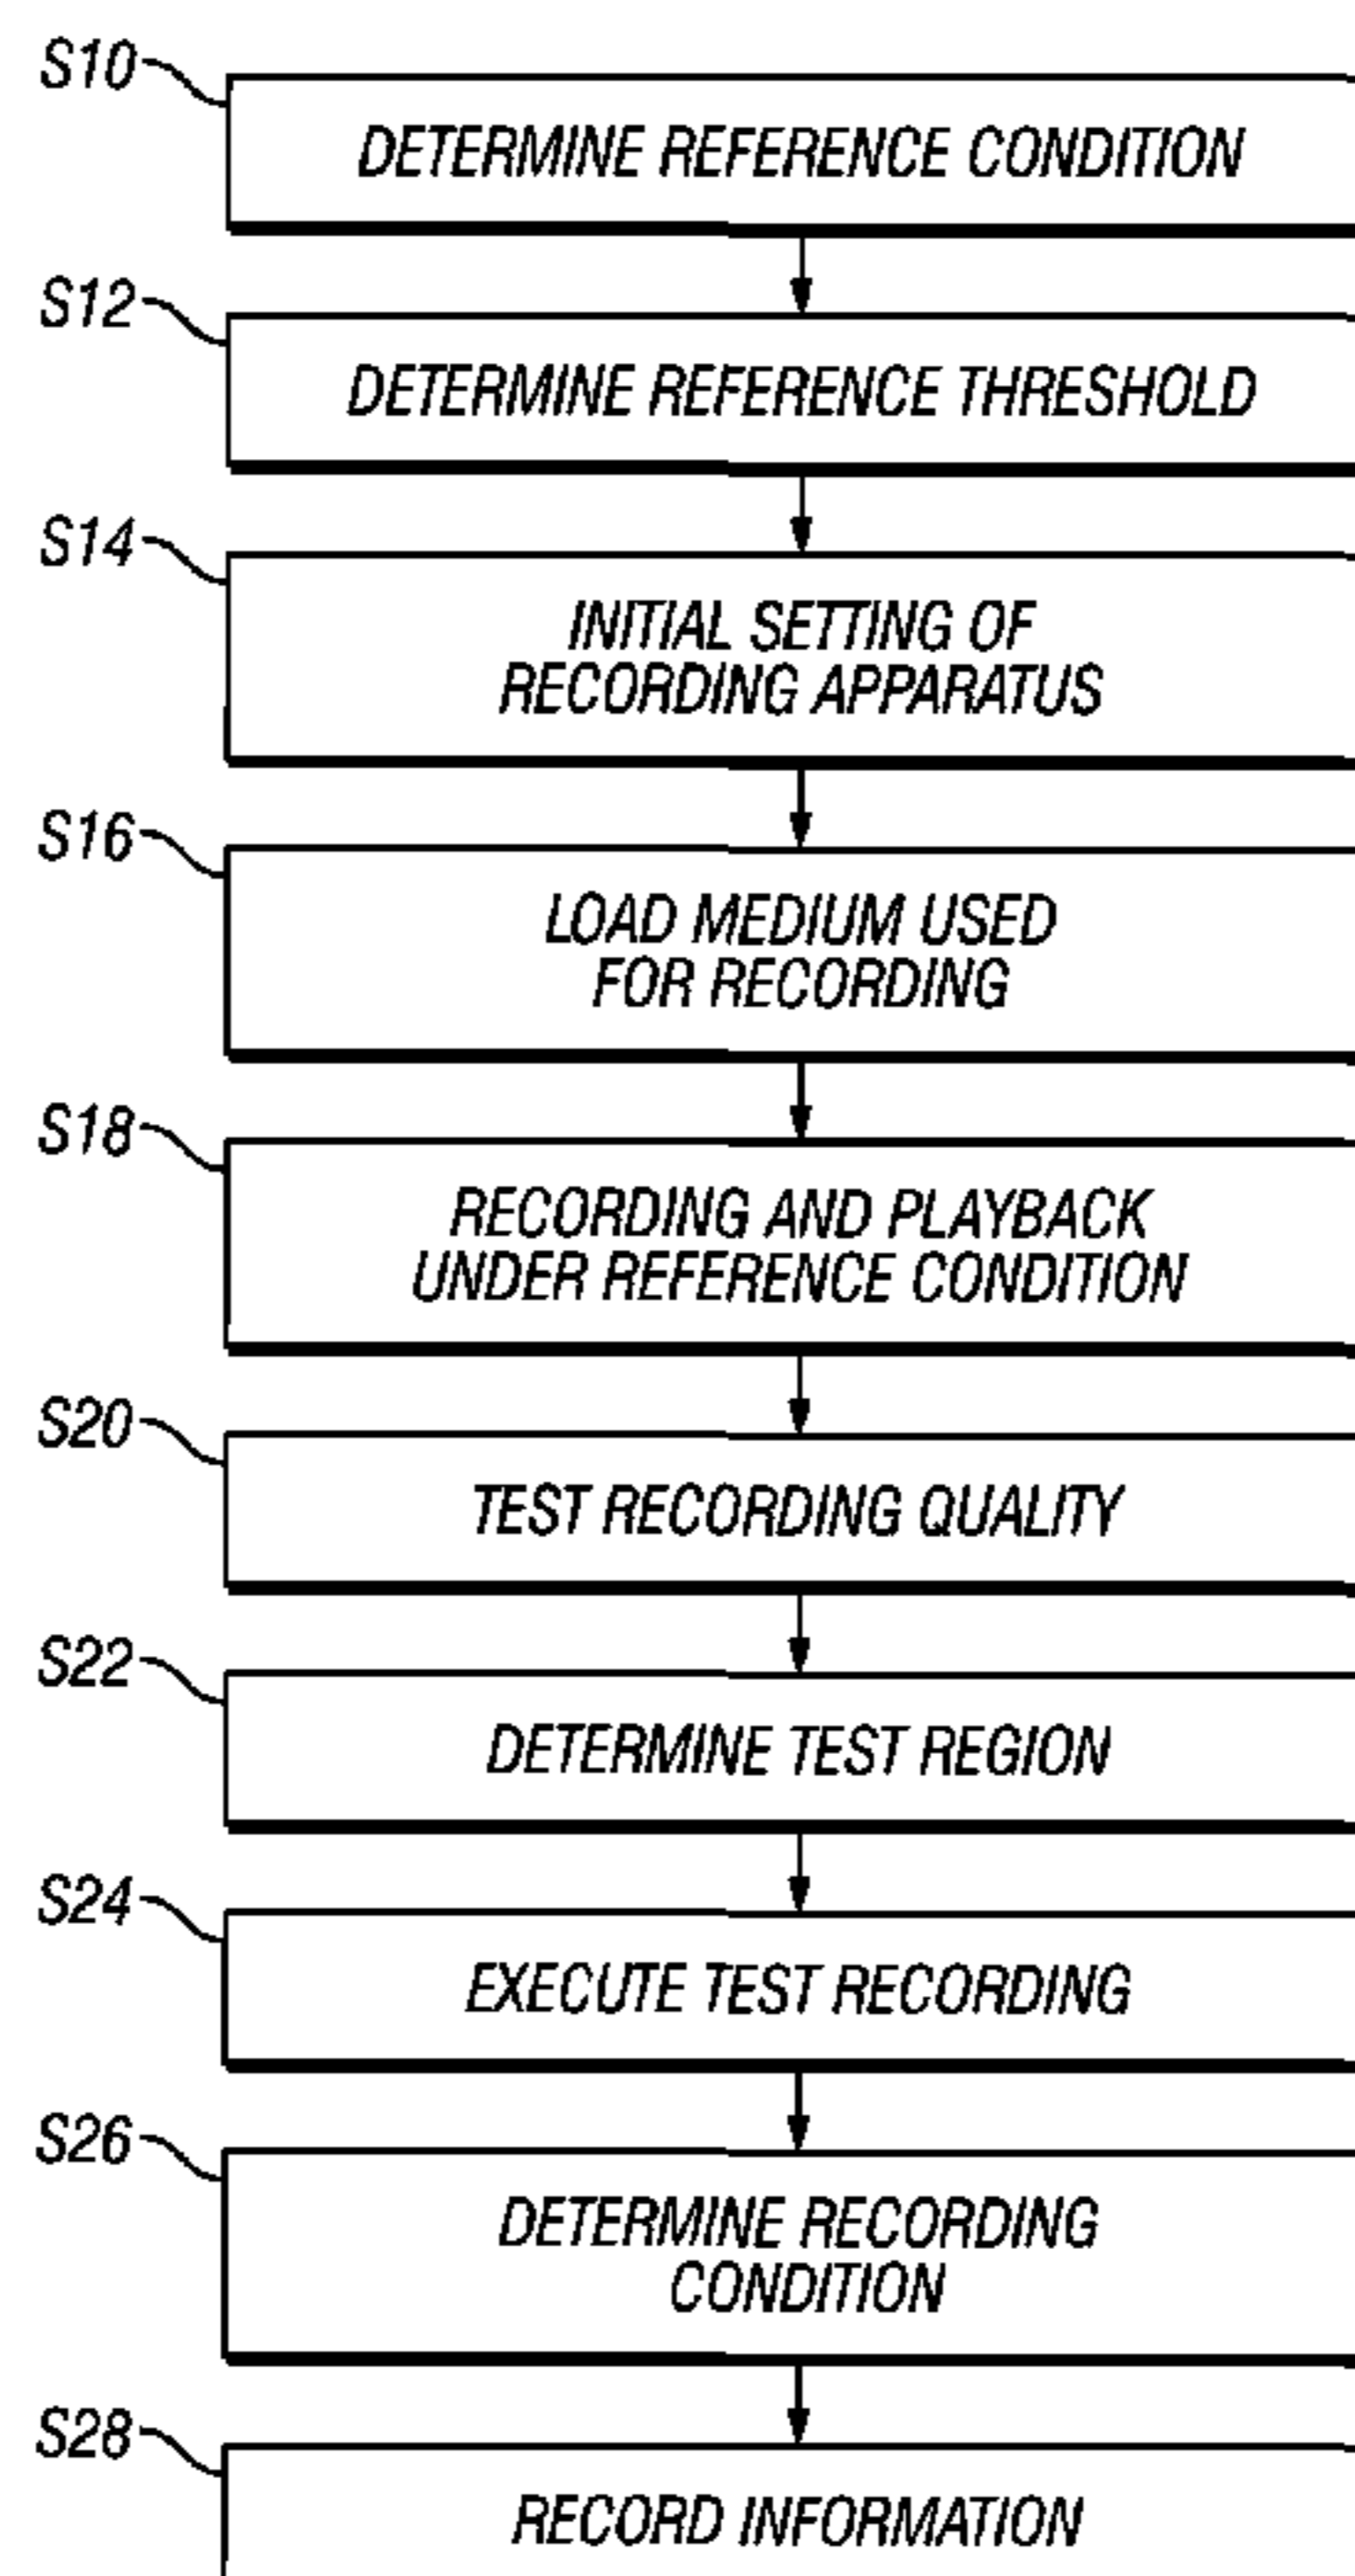 S10
DETERMINE REFERENCE CONDITION
S12
DETERMINE REFERENCE THRESHOLD
S14
INITIAL SETTING OF
RECORDING APPARATUS
S16
LOAD MEDIUM USED
FOR RECORDING
S18
RECORDING AND PLAYBACK
UNDER REFERENCE CONDITION
S20
TEST RECORDING QUALITY
S22
DETERMINE TEST REGION
S24
EXECUTE TEST RECORDING
S26
DETERMINE RECORDING
CONDITION
S28
RECORD INFORMATION